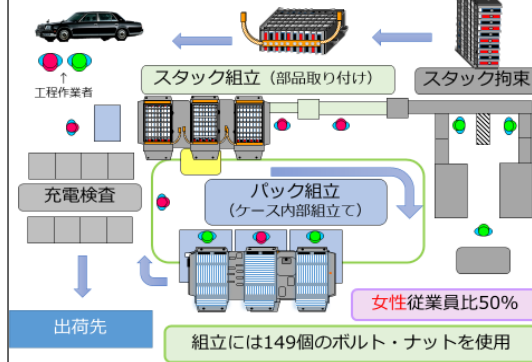 工程作業者
スタック組立（部品取り付け）
スタック拘束
充電検査
パック組立
（ケース内部組立て）
女性従業員比50%
出荷先
組立には149個のボルト・ナットを使用